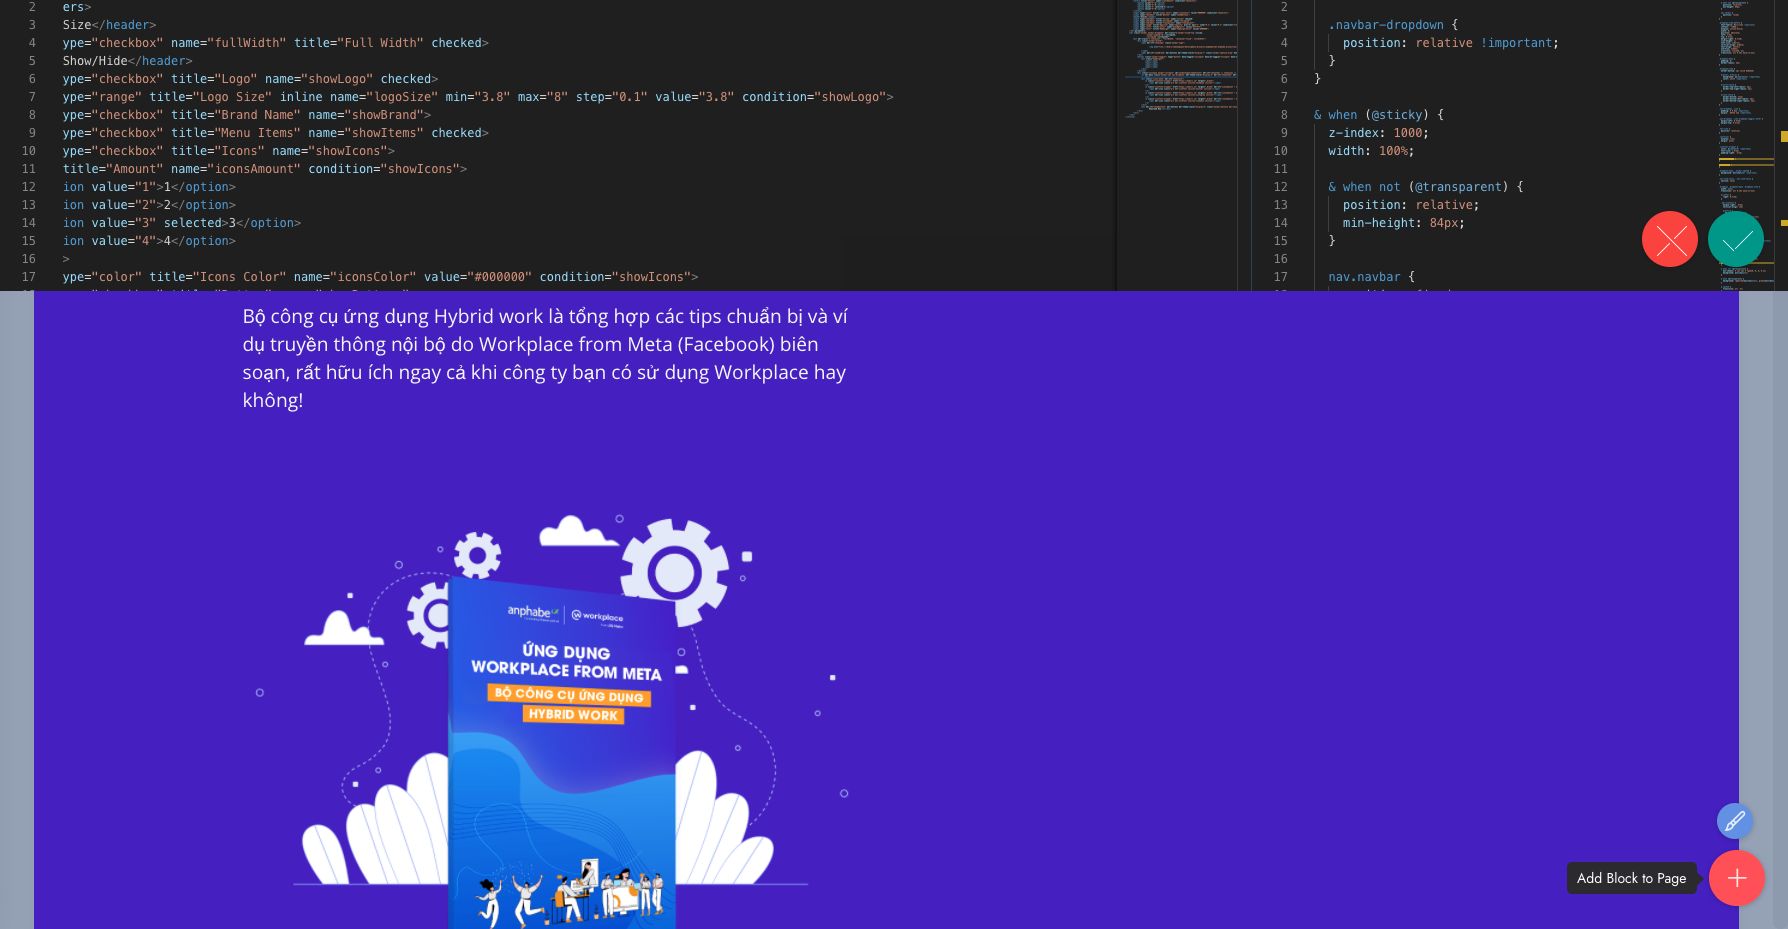 2 ers>
3 Size</header>
4 ype="checkbox" name="fullWidth" title="Full Width" checked>
5 Show/Hide</header>
6 ype="checkbox" title="Logo" name="showLogo" checked>
7 ype="range" title="Logo Size" inline name="logoSize" min="3.8" max="8" step="0.1" value="3.8" condition="showLogo">
8 ype="checkbox" title="Brand Name" name="showBrand">
9 ype="checkbox" title="Menu Items" name="showItems" checked>
10 ype="checkbox" title="Icons" name="showIcons">
11 title="Amount" name="iconsAmount" condition="showIcons">
12 ion value="1">1</option>
13 ion value="2">2</option>
14 ion value="3" selected>3</option>
15 ion value="4">4</option>
16 >
17 ype="color" title="Icons Color" name="iconsColor" value="#000000" condition="showIcons">
2
3 .navbar-dropdown {
4 position: relative !important;
5 }
6 }
7
8 & when (@sticky) {
9 z-index: 1000;
10 width: 100%;
11
12 & when not (@transparent) {
13 position: relative;
14 min-height: 84px;
15 }
16
17 nav.navbar {
Bộ công cụ ứng dụng Hybrid work là tổng hợp các tips chuẩn bị và ví
dụ truyền thông nội bộ do Workplace from Meta (Facebook) biên
soạn, rất hữu ích ngay cả khi công ty bạn có sử dụng Workplace hay
không!
anphabe workplace
ỨNG DỤNG
WORKPLACE FROM META
BỘ CÔNG CỤ ỨNG DỤNG
HYBRID WORK
Add Block to Page